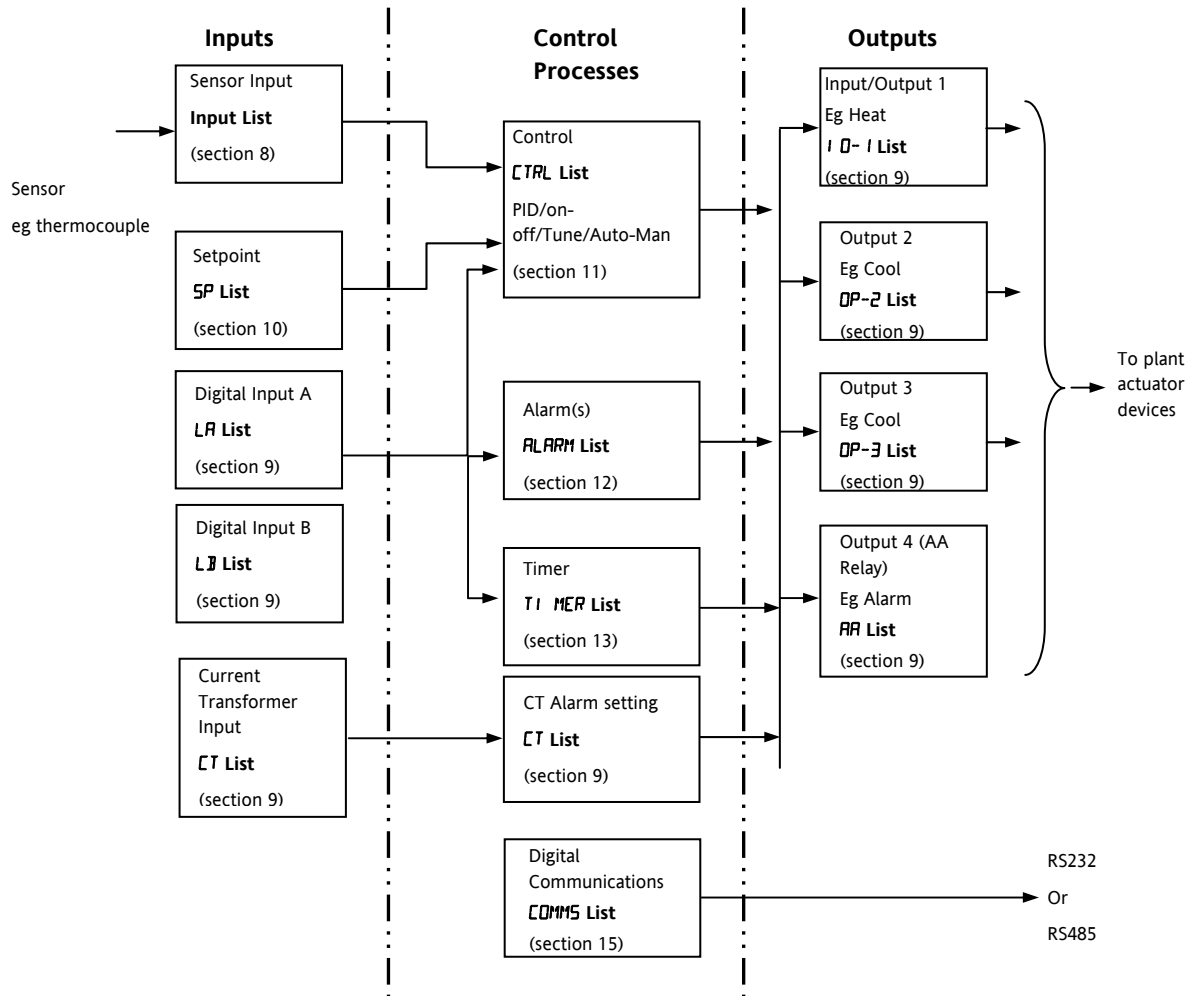 Inputs
Control
Processes
Outputs
Sensor
eg thermocouple
Sensor Input
Input List
(section 8)
Setpoint
SP List
(section 10)
Digital Input A
LA List
(section 9)
Digital Input B
LB List
(section 9)
Current
Transformer
Input
CT List
(section 9)
Control
CTRL List
PID/on-
off/Tune/Auto-Man
(section 11)
Alarm(s)
ALARM List
(section 12)
Timer
TIMER List
(section 13)
CT Alarm setting
CT List
(section 9)
Digital
Communications
COMMS List
(section 15)
Input/Output 1
Eg Heat
IO-1 List
(section 9)
Output 2
Eg Cool
OP-2 List
(section 9)
Output 3
Eg Cool
OP-3 List
(section 9)
Output 4 (AA
Relay)
Eg Alarm
AA List
(section 9)
To plant
actuator
devices
RS232
Or
RS485